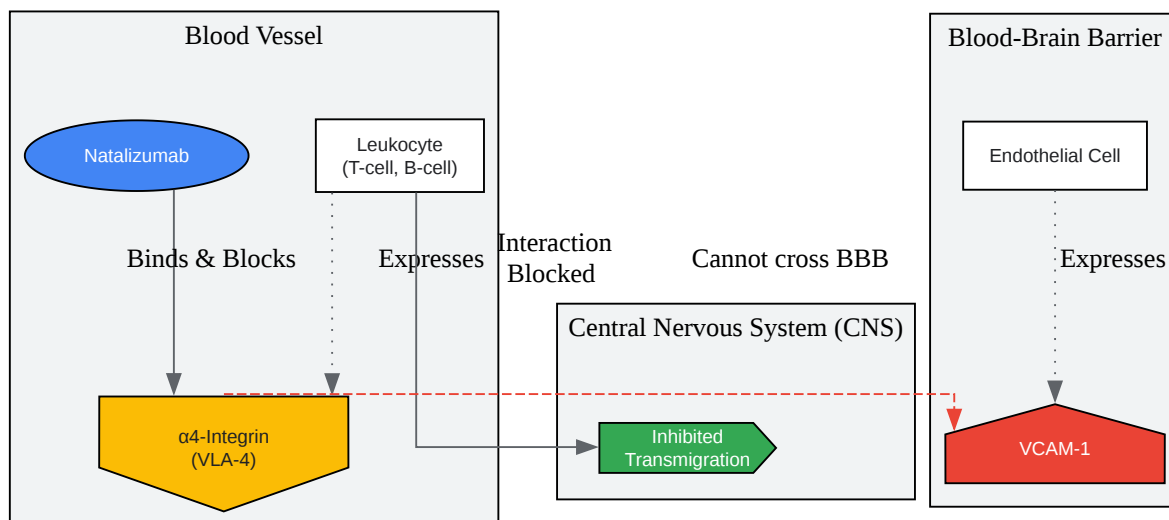 Blood Vessel
Blood-Brain Barrier
Natalizumab
Leukocyte
(T-cell, B-cell)
Endothelial Cell
Binds & Blocks
Expresses
Interaction
Blocked
Cannot cross BBB
Expresses
Central Nervous System (CNS)
α4-Integrin
(VLA-4)
Inhibited
Transmigration
VCAM-1